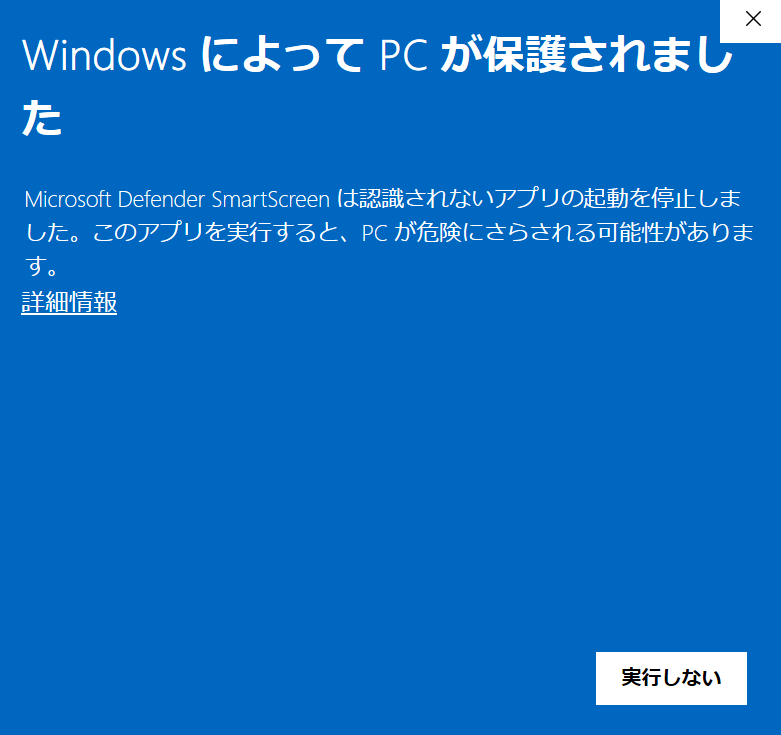 Windows によって PC が保護されまし
た
Microsoft Defender SmartScreen は認識されないアプリの起動を停止しま
した。このアプリを実行すると、PC が危険にさらされる可能性がありま
す。
詳細情報
実行しない